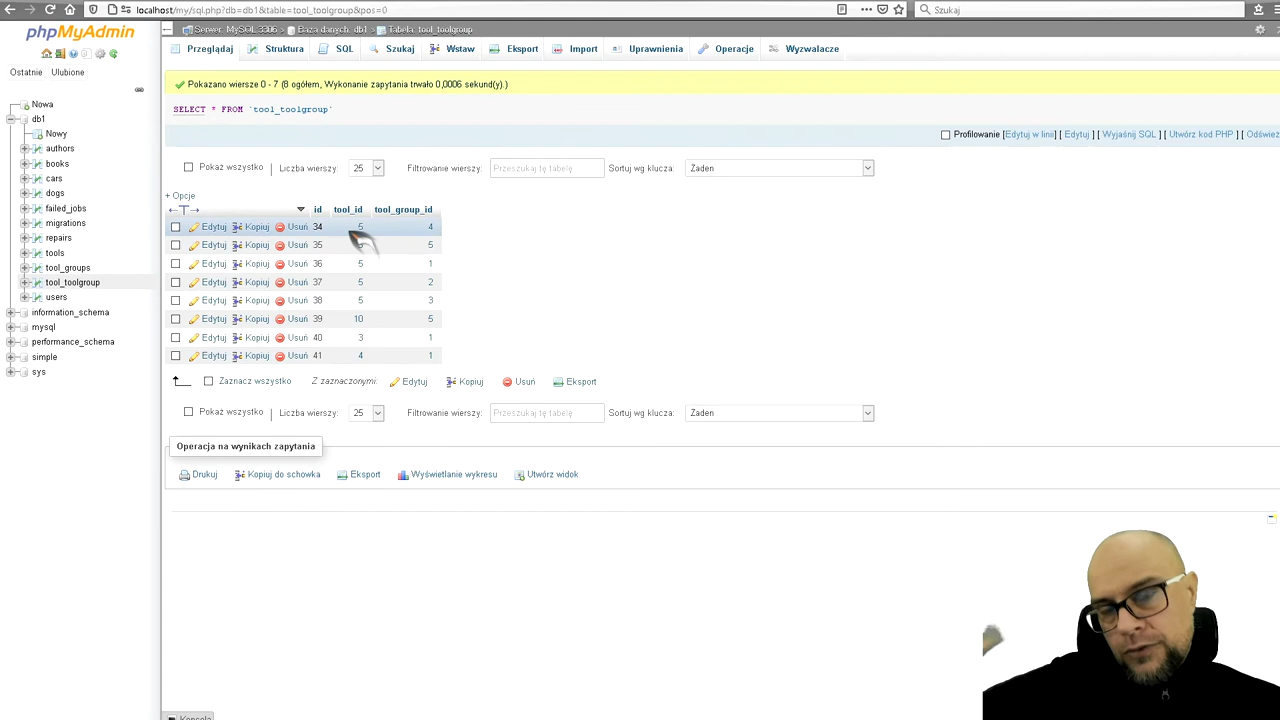 localhost/my/sql.php?db=db1&table=tool_toolgroup&pos=0
Szukaj
phpMyAdmin
Ostatnie Ulubione
Nowa
db1
Nowy
authors
books
cars
dogs
failed_jobs
migrations
repairs
tools
tool_groups
tool_toolgroup
users
information_schema
mysql
performance_schema
simple
sys
Serwer: MySQL:3306 » Baza danych: db1 » Tabela: tool_toolgroup
Przeglądaj Struktura SQL Szukaj Wstaw Eksport Import Uprawnienia Operacje Wyzwalacze
Pokazano wiersze 0 - 7 (8 ogółem, Wykonanie zapytania trwało 0,0006 sekund(y).)
SELECT * FROM `tool_toolgroup`
Profilowanie [Edytuj w linii] [ Edytuj ] [ Wyjaśnij SQL ] [ Utwórz kod PHP ] [ Odśwież
Pokaż wszystko | Liczba wierszy: 25 Filtrowanie wierszy: Przeszukaj tę tabelę Sortuj wg klucza: Żaden
+ Opcje
←T→ id tool_id tool_group_id
Edytuj Kopiuj Usuń 34 5 4
Edytuj Kopiuj Usuń 35 5
Edytuj Kopiuj Usuń 36 5 1
Edytuj Kopiuj Usuń 37 5 2
Edytuj Kopiuj Usuń 38 5 3
Edytuj Kopiuj Usuń 39 10 5
Edytuj Kopiuj Usuń 40 3 1
Edytuj Kopiuj Usuń 41 4 1
Zaznacz wszystko Z zaznaczonymi: Edytuj Kopiuj Usuń Eksport
Pokaż wszystko | Liczba wierszy: 25 Filtrowanie wierszy: Przeszukaj tę tabelę Sortuj wg klucza: Żaden
Operacja na wynikach zapytania
Drukuj Kopiuj do schowka Eksport Wyświetlanie wykresu Utwórz widok
Konsola